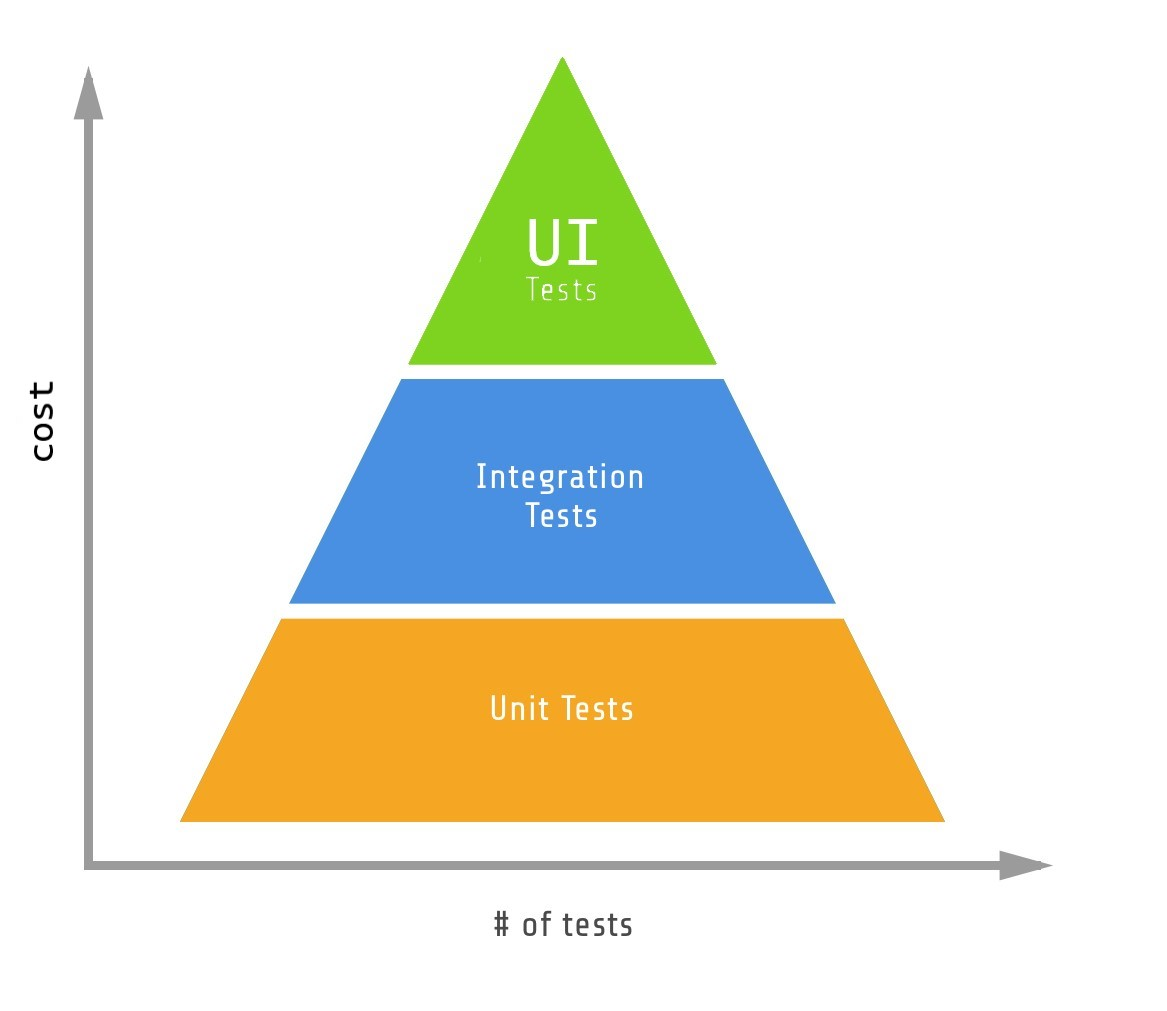 UI
Tests
cost
Integration
Tests
Unit Tests
# of tests